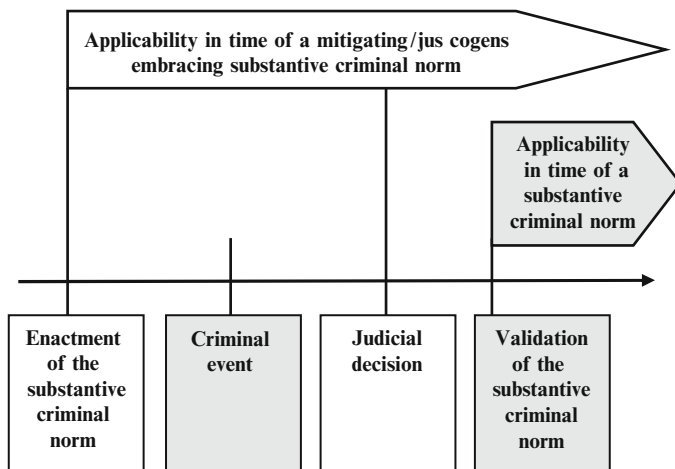 Applicability in time of a mitigating/jus cogens
embracing substantive criminal norm
Applicability
in time of a
substantive
criminal norm
Enactment
of the
substantive
criminal
norm
Criminal
event
Judicial
decision
Validation
of the
substantive
criminal
norm